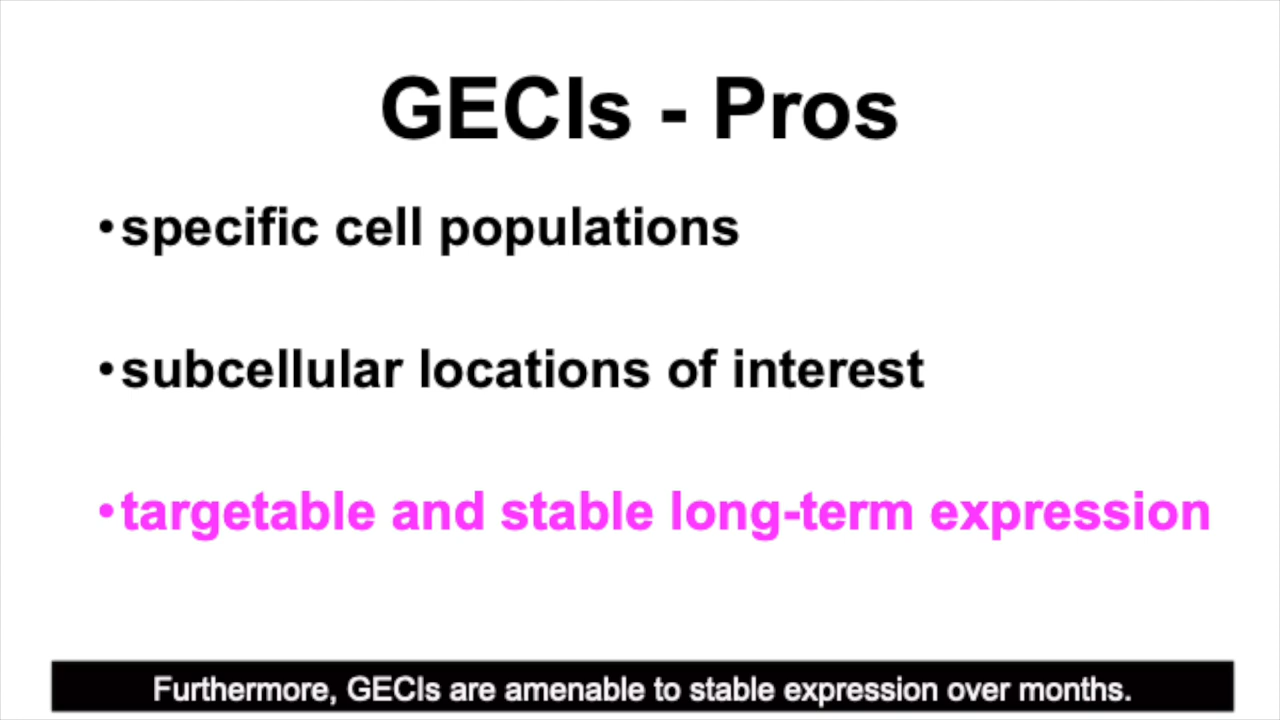 GECIs - Pros
•specific cell populations
•subcellular locations of interest
•targetable and stable long-term expression
Furthermore, GECIs are amenable to stable expression over months.